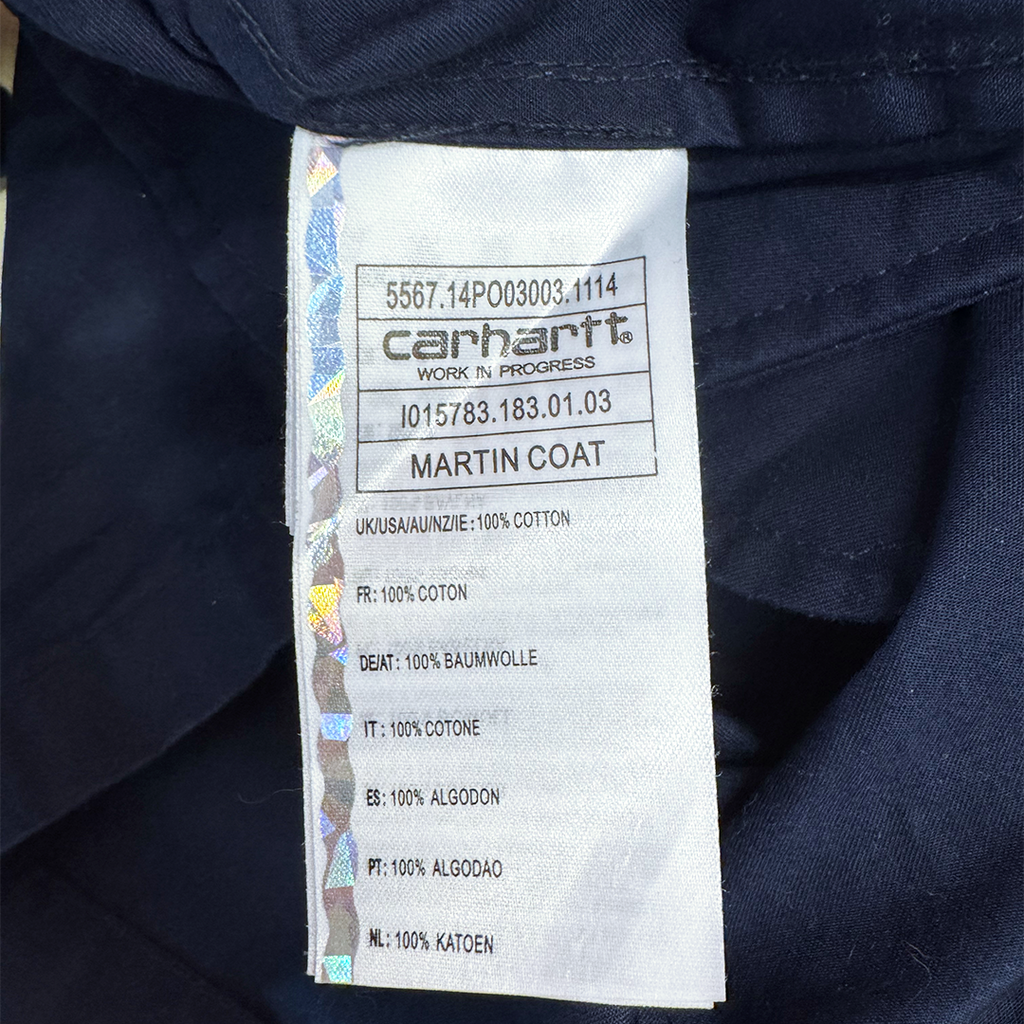 5567.14PO03003.1114
carhartt®
WORK IN PROGRESS
I015783.183.01.03
MARTIN COAT
UK/USA/AU/NZ/IE: 100% COTTON
FR: 100% COTON
DE/AT: 100% BAUMWOLLE
IT: 100% COTONE
ES: 100% ALGODON
PT: 100% ALGODAO
NL: 100% KATOEN